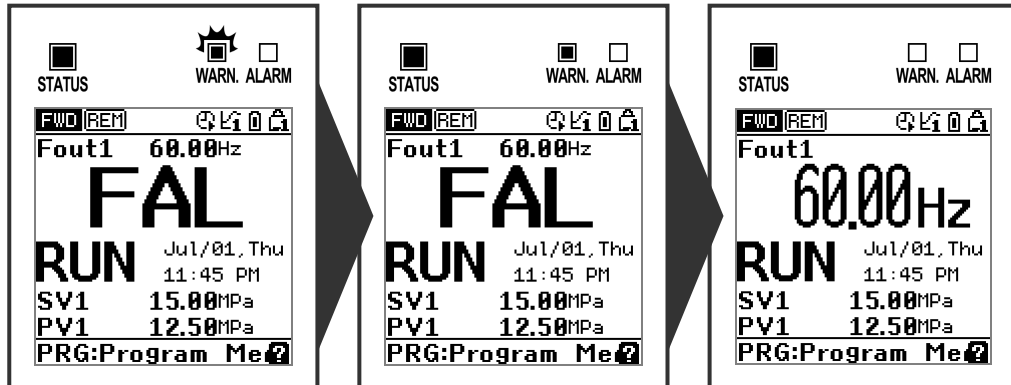 STATUS WARN. ALARM
FWD REM
Fout1 60.00Hz
FAL
RUN Jul/01,Thu
11:45 PM
SV1 15.00MPa
PV1 12.50MPa
PRG:Program Me?
STATUS WARN. ALARM
FWD REM
Fout1 60.00Hz
FAL
RUN Jul/01,Thu
11:45 PM
SV1 15.00MPa
PV1 12.50MPa
PRG:Program Me?
STATUS WARN. ALARM
FWD REM
Fout1
60.00Hz
RUN Jul/01,Thu
11:45 PM
SV1 15.00MPa
PV1 12.50MPa
PRG:Program Me?